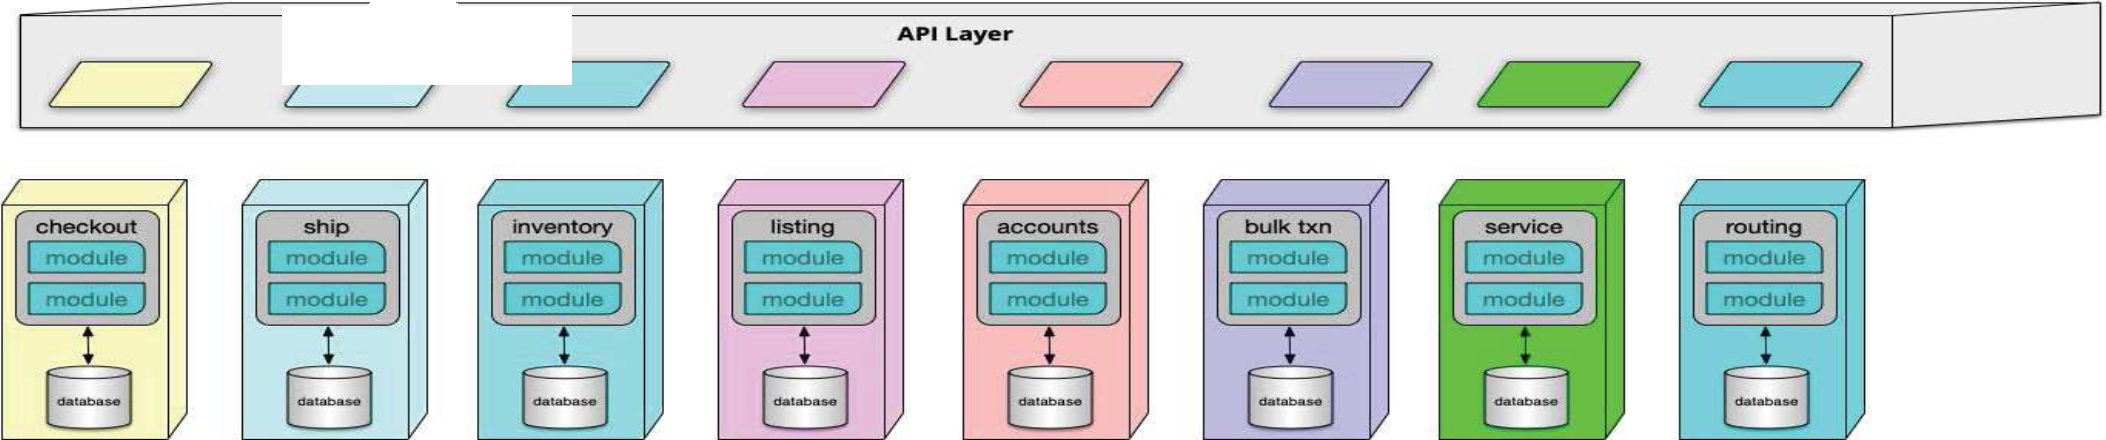 API Layer
checkout
module
module
database
ship
module
module
database
inventory
module
module
database
listing
module
module
database
accounts
module
module
database
bulk txn
module
module
database
service
module
module
database
routing
module
module
database